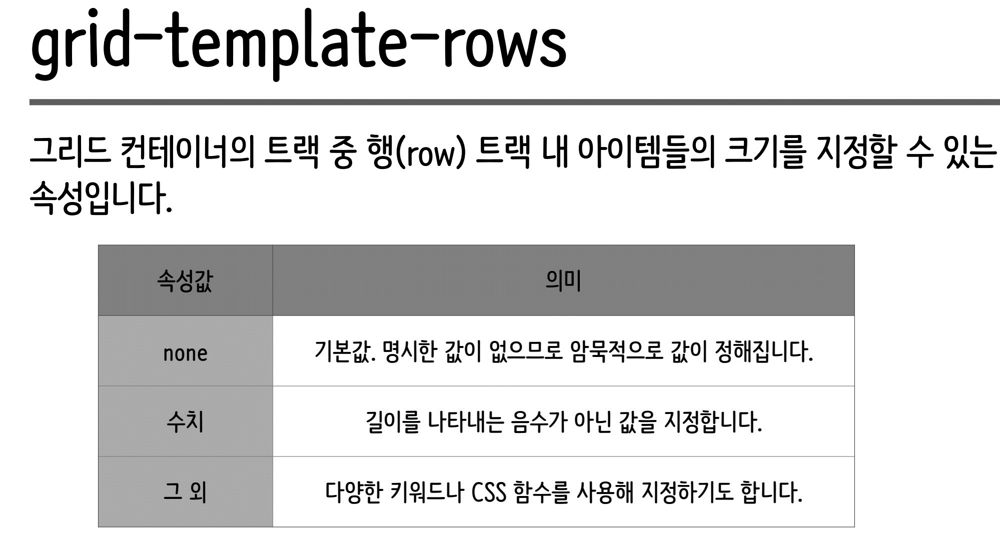 grid-template-rows
그리드 컨테이너의 트랙 중 행(row) 트랙 내 아이템들의 크기를 지정할 수 있는
속성입니다.
속성값 의미
none 기본값. 명시한 값이 없으므로 암묵적으로 값이 정해집니다.
수치 길이를 나타내는 음수가 아닌 값을 지정합니다.
그 외 다양한 키워드나 CSS 함수를 사용해 지정하기도 합니다.